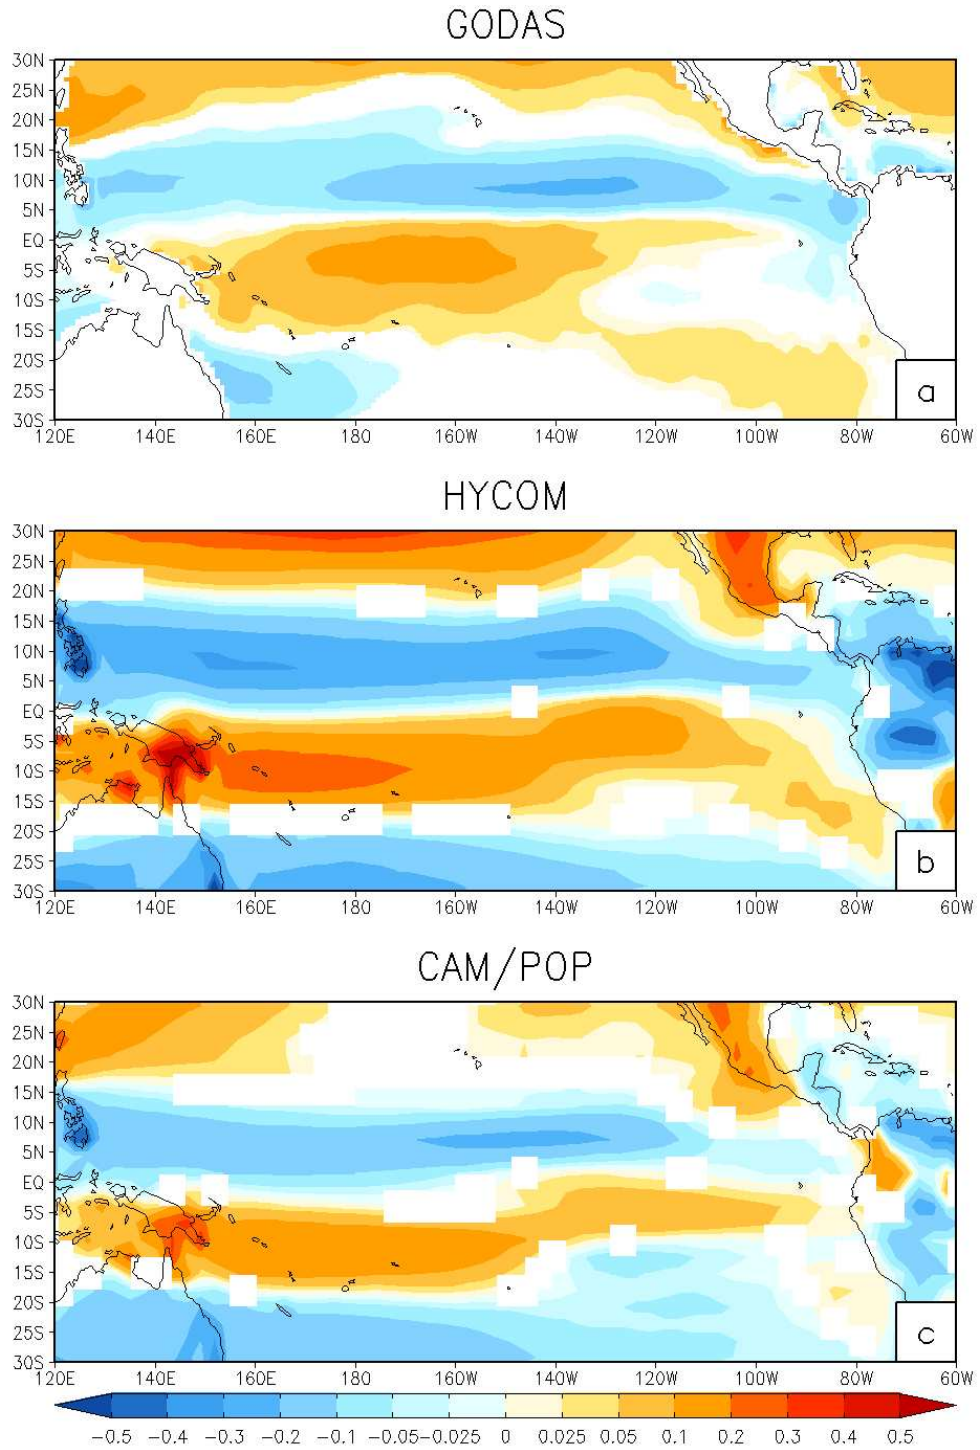 GODAS
30N
25N
20N
15N
10N
5N
EQ
5S
10S
15S
20S
25S
30S
a
120E 140E 160E 180 160W 140W 120W 100W 80W 60W
HYCOM
30N
25N
20N
15N
10N
5N
EQ
5S
10S
15S
20S
25S
30S
b
120E 140E 160E 180 160W 140W 120W 100W 80W 60W
CAM/POP
30N
25N
20N
15N
10N
5N
EQ
5S
10S
15S
20S
25S
30S
c
120E 140E 160E 180 160W 140W 120W 100W 80W 60W
-0.5 -0.4 -0.3 -0.2 -0.1 -0.05 -0.025 0 0.025 0.05 0.1 0.2 0.3 0.4 0.5